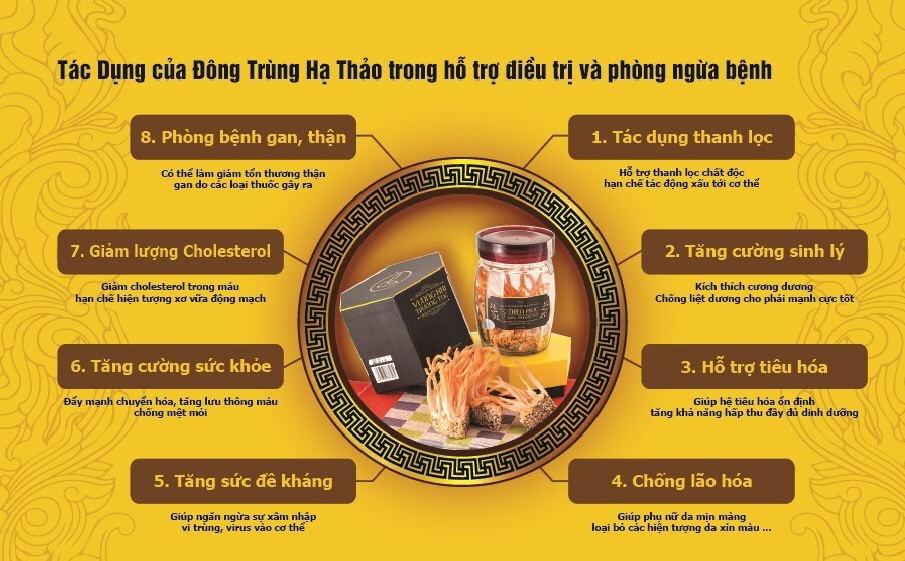 Tác Dụng của Đông Trùng Hạ Thảo trong hỗ trợ điều trị và phòng ngừa bệnh
1. Tác dụng thanh lọc
Hỗ trợ thanh lọc chất độc
hạn chế tác động xấu tới cơ thể
2. Tăng cường sinh lý
Kích thích cương dương
Chống liệt dương cho phái mạnh cực tốt
3. Hỗ trợ tiêu hóa
Giúp hệ tiêu hóa ổn định
tăng khả năng hấp thu đầy đủ dinh dưỡng
4. Chống lão hóa
Giúp phụ nữ da mịn màng
loại bỏ các hiện tượng da xỉn màu ...
5. Tăng sức đề kháng
Giúp ngăn ngừa sự xâm nhập
vi trùng, virus vào cơ thể
6. Tăng cường sức khỏe
Đẩy mạnh chuyển hóa, tăng lưu thông máu
chống mệt mỏi
7. Giảm lượng Cholesterol
Giảm cholesterol trong máu
hạn chế hiện tượng xơ vữa động mạch
8. Phòng bệnh gan, thận
Có thể làm giảm tổn thương thận
gan do các loại thuốc gây ra
VƯƠNG PHI
TRƯỜNG TỘC
THIÊN PHÚC